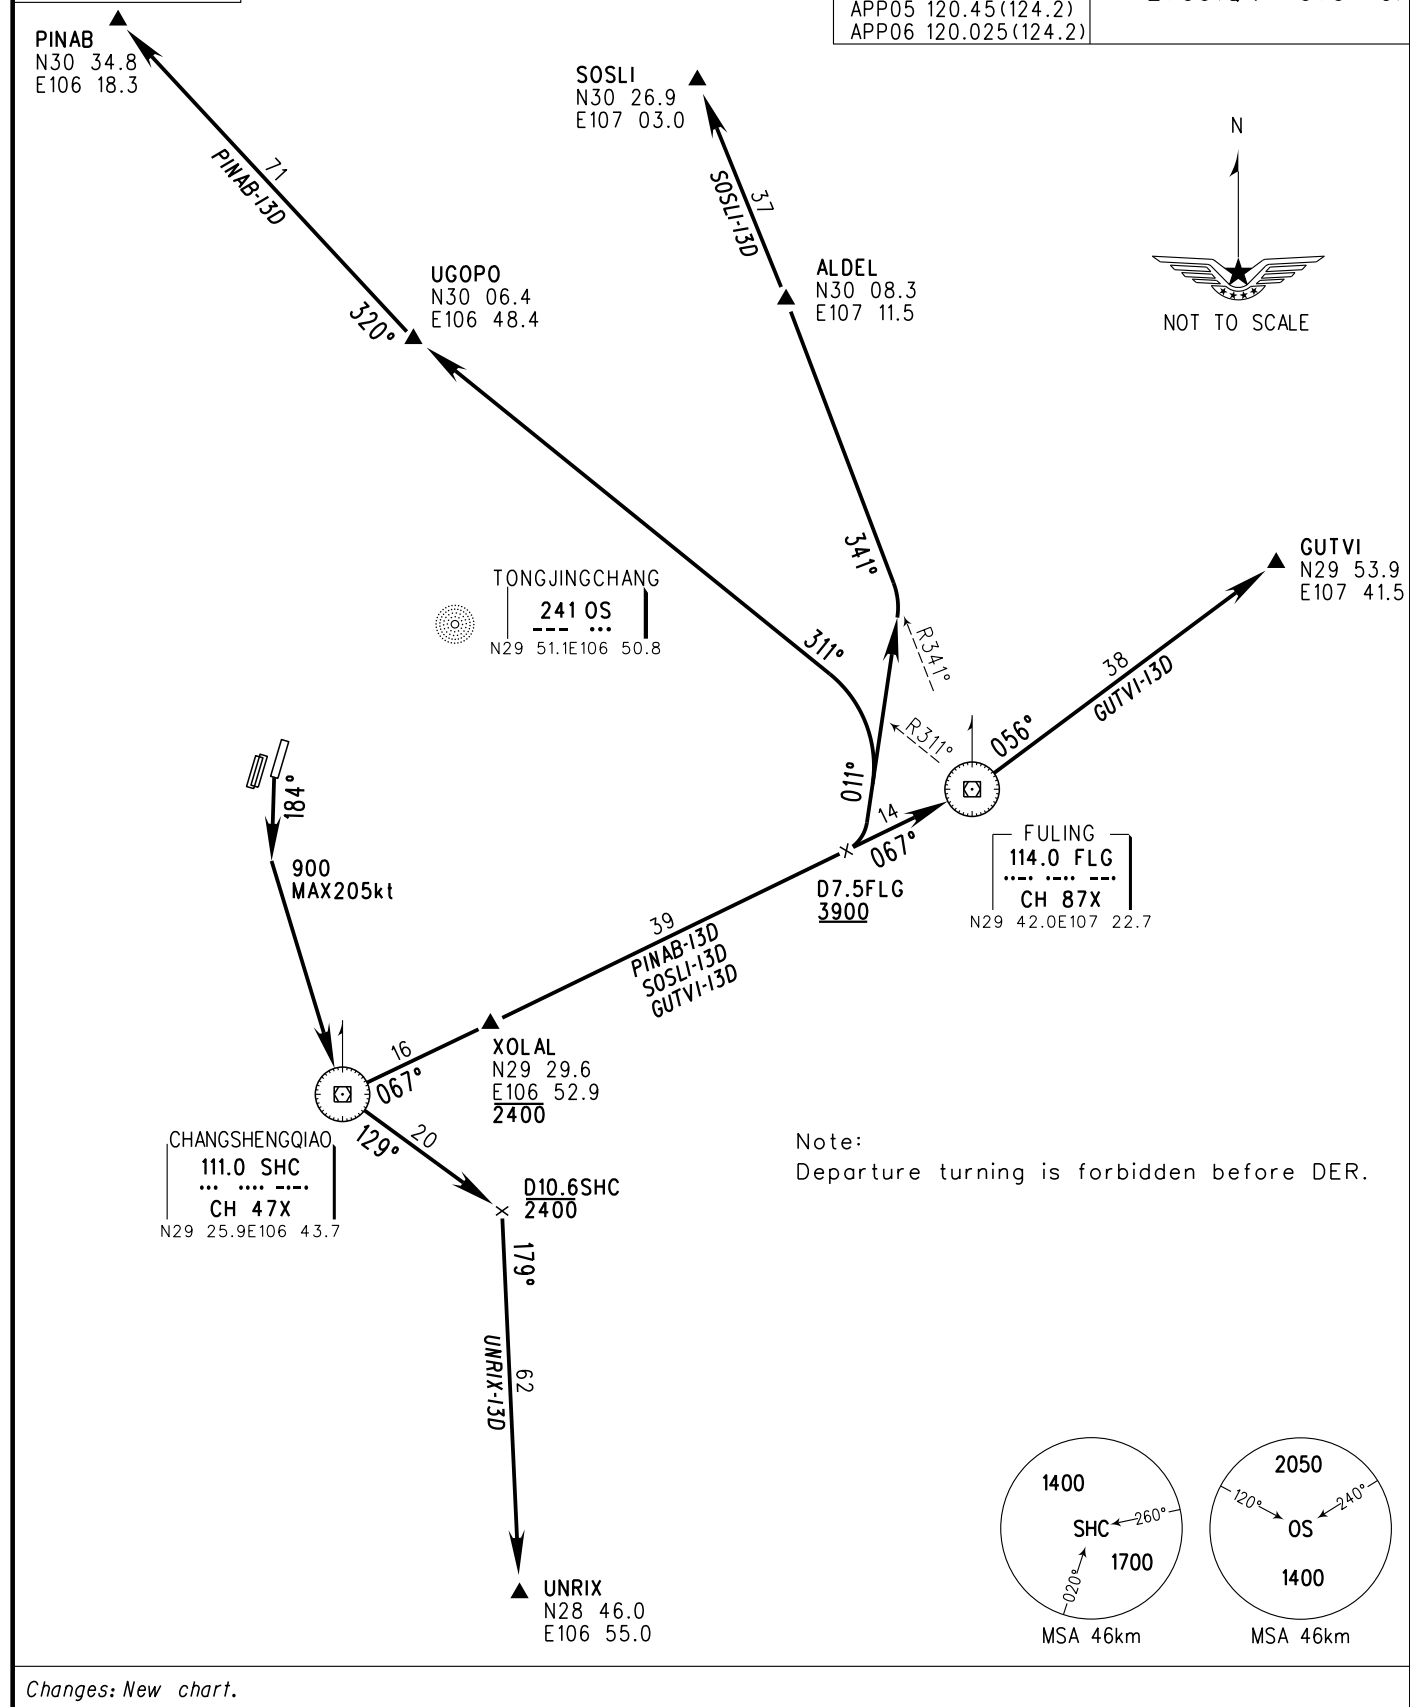 APP05 120.45(124.2)
APP06 120.025(124.2)
PINAB
N30 34.8
E106 18.3
SOSLI
N30 26.9
E107 03.0
N
NOT TO SCALE
71
PINAB-13D
37
SOSLI-13D
UGOPO
N30 06.4
E106 48.4
320°
ALDEL
N30 08.3
E107 11.5
341°
GUTVI
N29 53.9
E107 41.5
TONGJINGCHANG
241 OS
N29 51.1E106 50.8
311°
R341°
R311°
38
GUTVI-13D
056°
011°
184°
14
067°
FULING
114.0 FLG
CH 87X
N29 42.0E107 22.7
900
MAX205kt
D7.5FLG
3900
39
PINAB-13D
SOSLI-13D
GUTVI-13D
16
067°
XOLAL
N29 29.6
E106 52.9
2400
CHANGSHENGQIAO
111.0 SHC
CH 47X
N29 25.9E106 43.7
20
129°
D10.6SHC
2400
179°
Note:
Departure turning is forbidden before DER.
62
UNRIX-13D
UNRIX
N28 46.0
E106 55.0
1400
SHC
260°
1700
020°
MSA 46km
2050
120°
240°
OS
1400
MSA 46km
Changes: New chart.